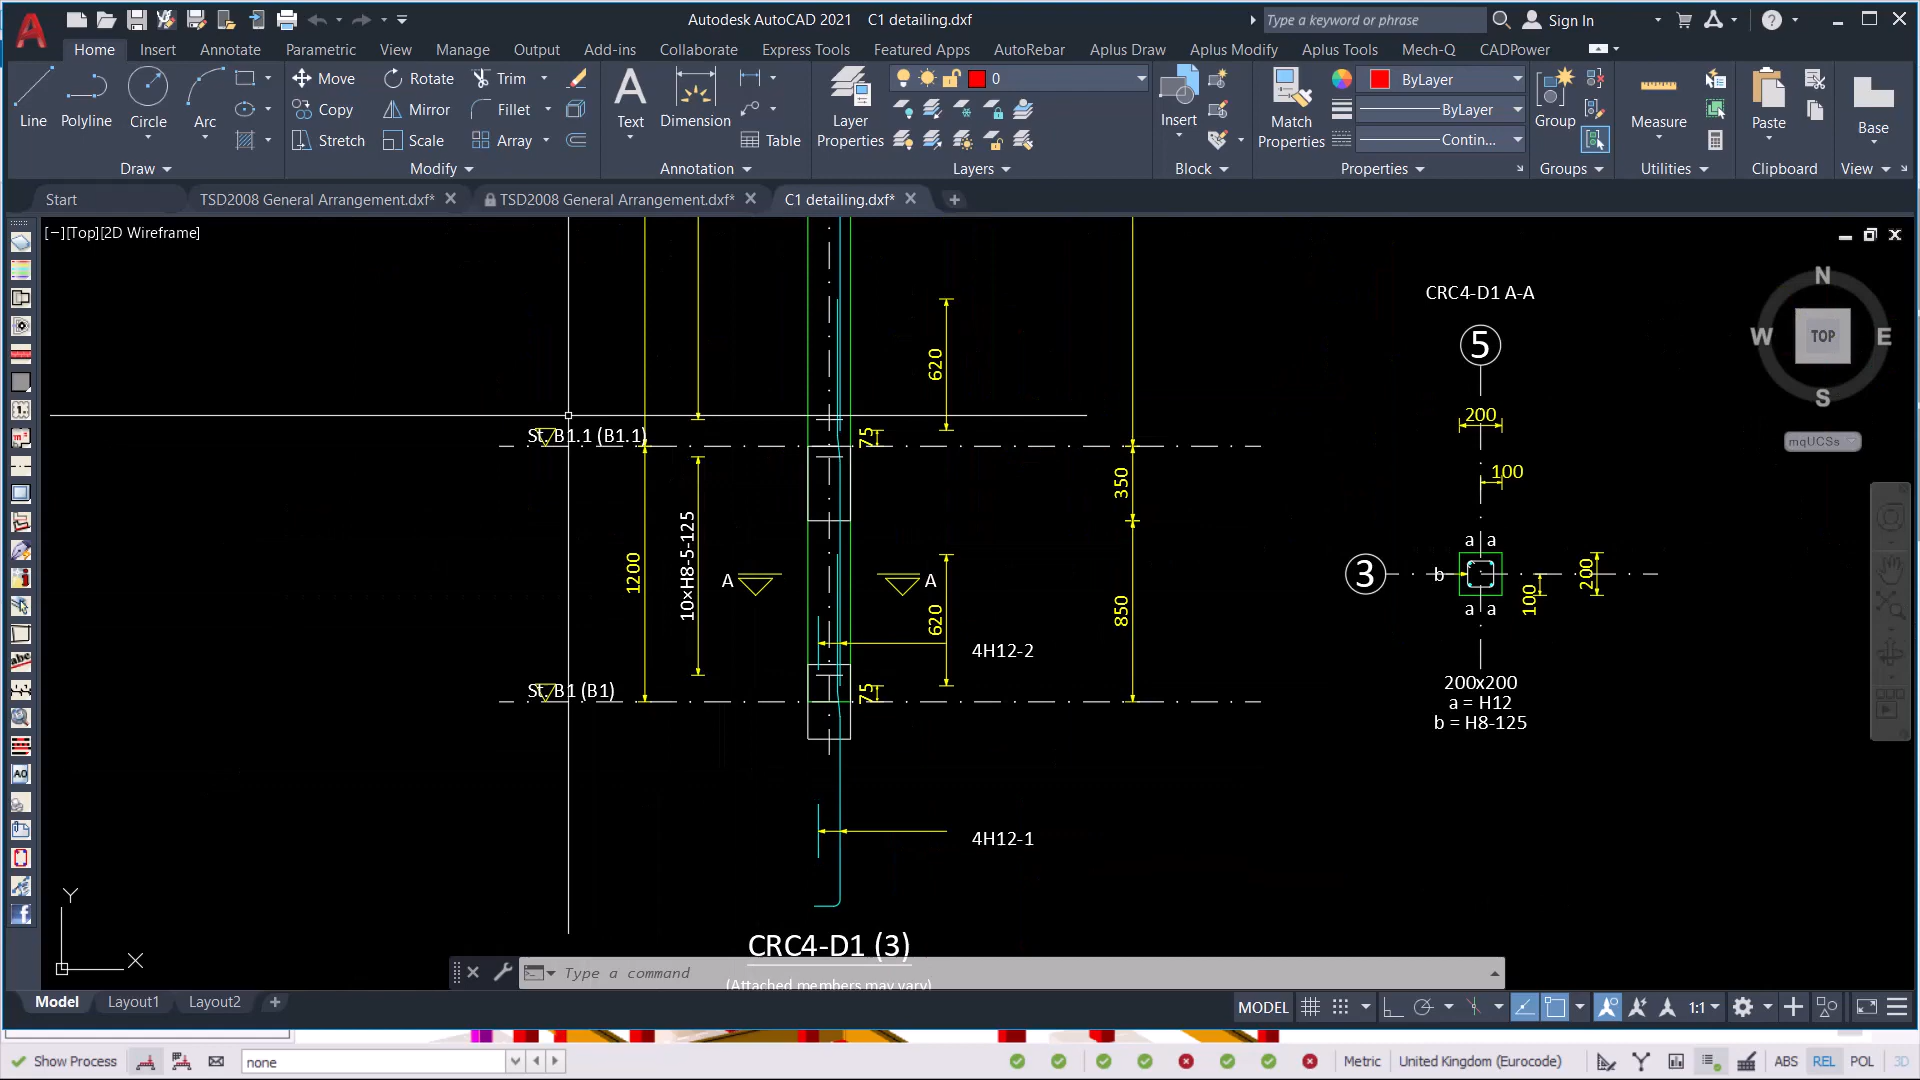 Autodesk AutoCAD 2021 C1 detailing.dxf
Type a keyword or phrase
Sign In
Home Insert Annotate Parametric View Manage Output Add-ins Collaborate Express Tools Featured Apps AutoRebar Aplus Draw Aplus Modify Aplus Tools Mech-Q CADPower
Line Polyline Circle Arc
Draw
Move Rotate Trim
Copy Mirror Fillet
Stretch Scale Array
Modify
Text Dimension Table
Annotation
Layer Properties
0
Layers
Insert
Block
Match Properties
ByLayer
ByLayer
Contin...
Properties
Group
Groups
Measure
Utilities
Paste
Clipboard
Base
View
Start
TSD2008 General Arrangement.dxf*
TSD2008 General Arrangement.dxf*
C1 detailing.dxf*
[−][Top][2D Wireframe]
N
W TOP E
S
mqUCSs
CRC4-D1 A-A
5
200
100
620
St. B1.1 (B1.1)
75
350
1200
10×H8-5-125
A A
620
850
4H12-2
St. B1 (B1)
75
4H12-1
a a
3
b
a a
100
200
200x200
a = H12
b = H8-125
Y
X
CRC4-D1 (3)
(Attached members may vary)
Type a command
Model Layout1 Layout2
MODEL
1:1
Show Process
none
Metric
United Kingdom (Eurocode)
ABS REL POL 3D
abc
A0